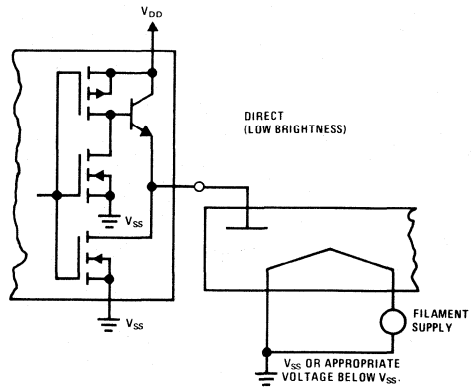 VDD
DIRECT
(LOW BRIGHTNESS)
VSS
VSS
FILAMENT
SUPPLY
VSS OR APPROPRIATE
VOLTAGE BELOW VSS.